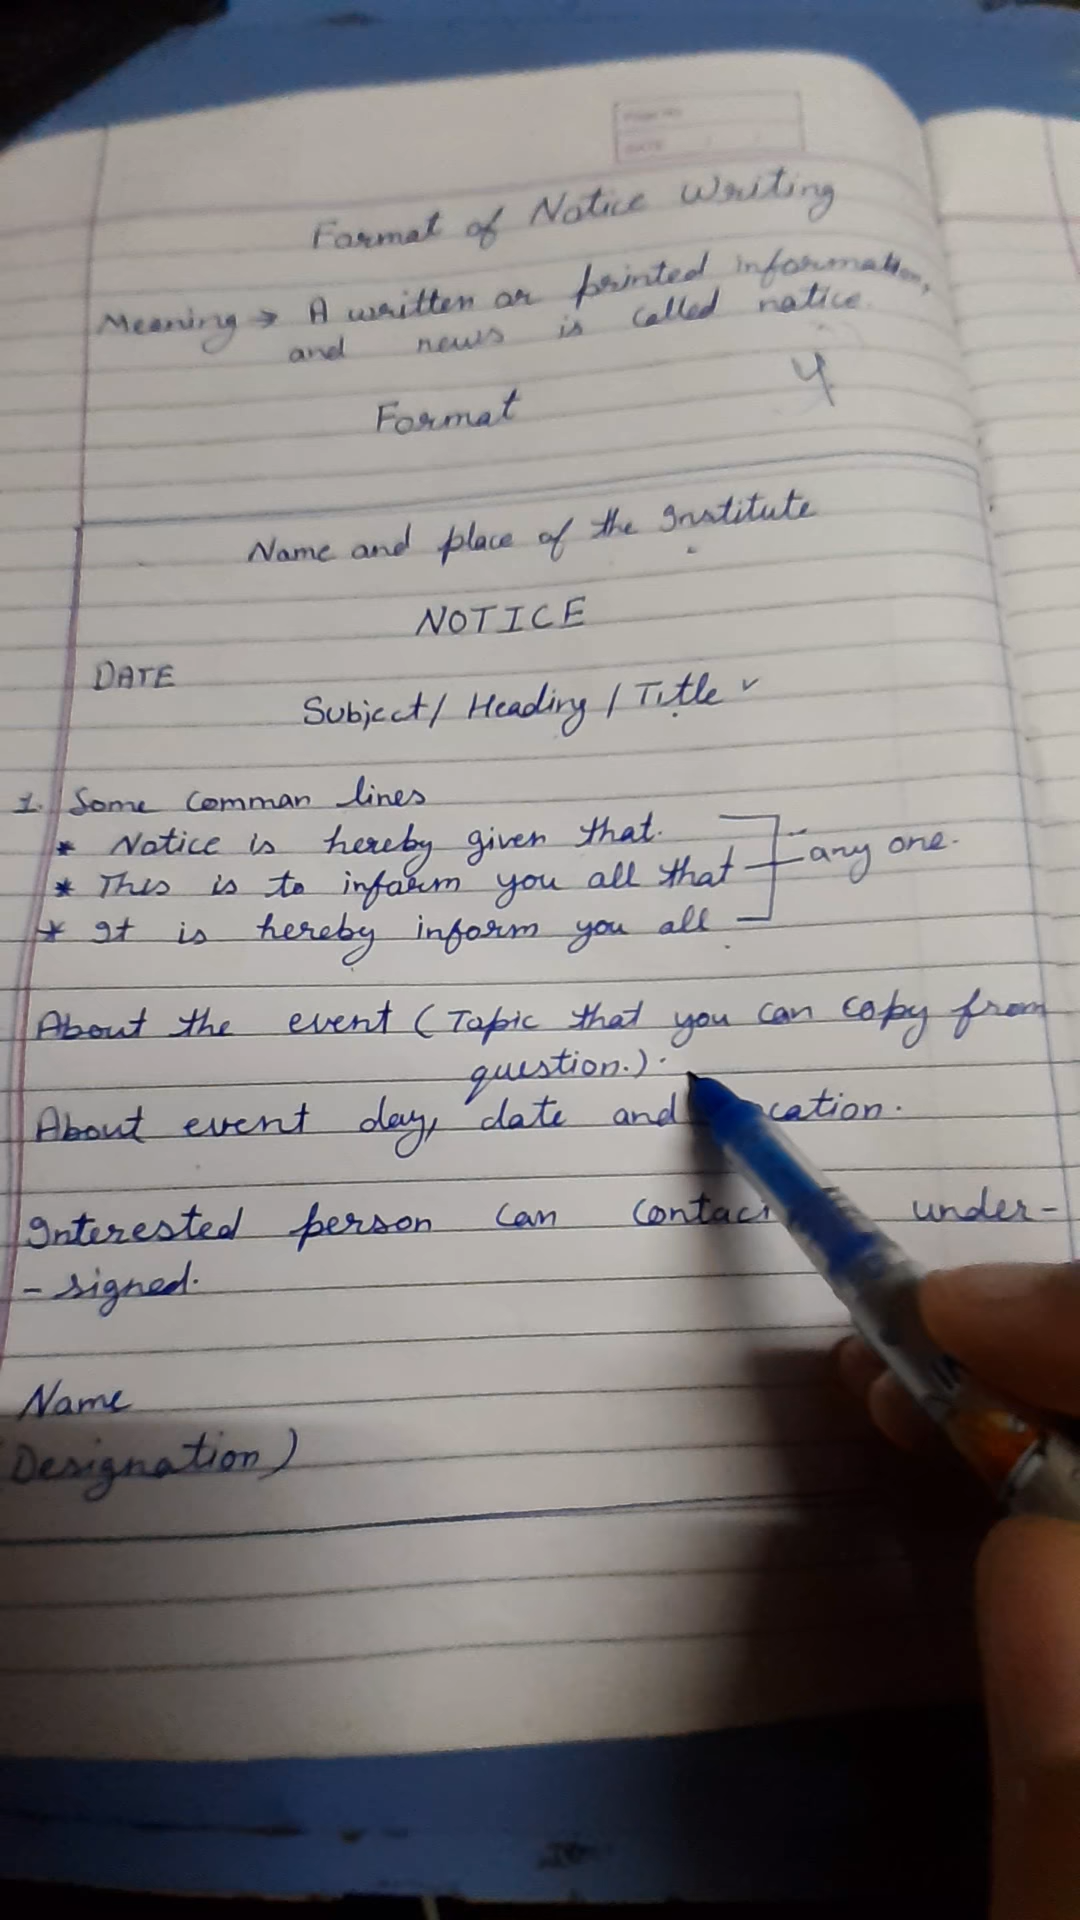 Format of Notice Writing
Meaning → A written or printed information,
and news is called notice.
4
Format
Name and place of the Institute
NOTICE
DATE
Subject/ Heading / Title ✓
1. Some comman lines
* Notice is hereby given that.
* This is to inform you all that
any one.
* It is hereby inform you all
About the event (Topic that you can copy from
question.).
About event day, date and
Interested person can under-
- signed.
Name
(Designation)